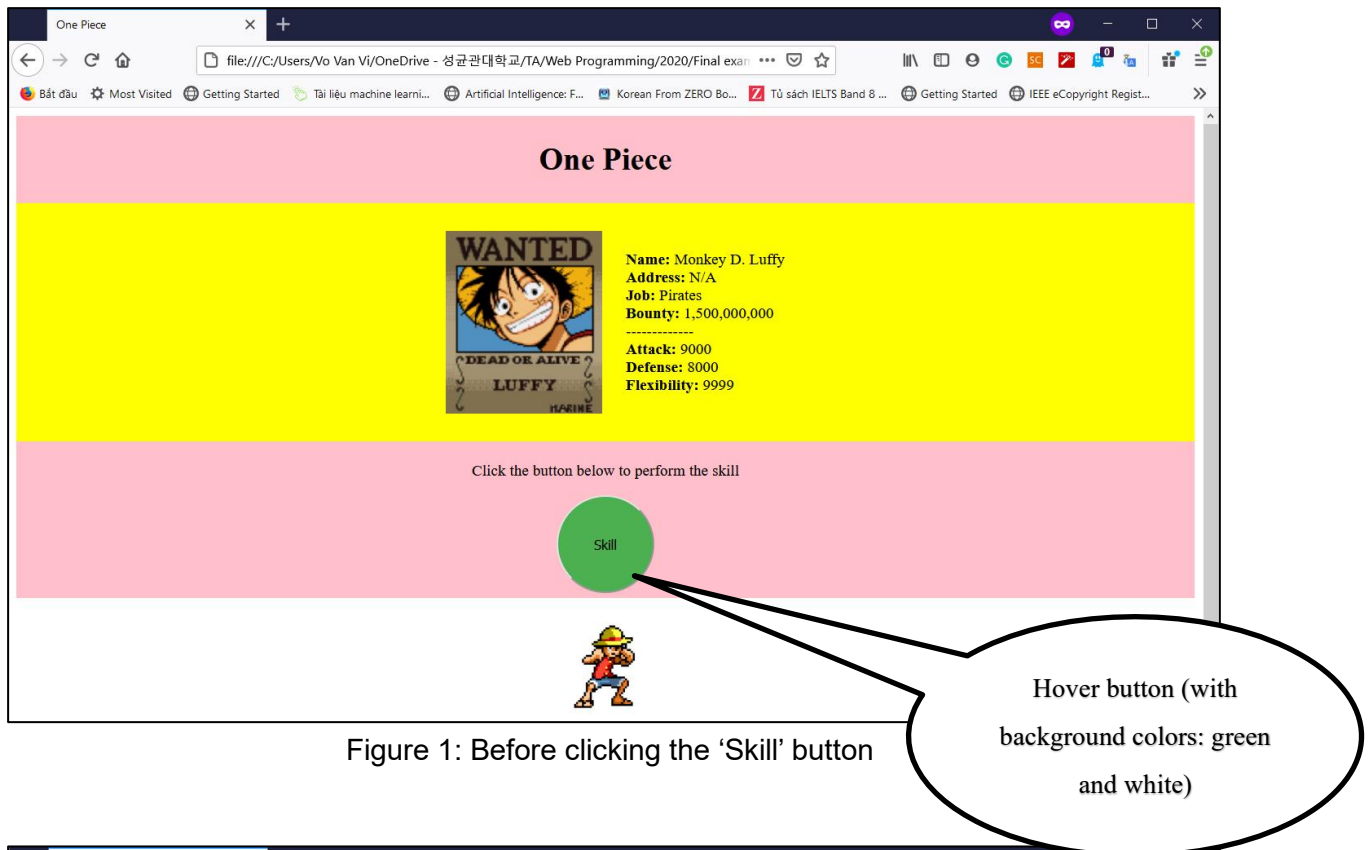 One Piece
file:///C:/Users/Vo Van Vi/OneDrive - 성균관대학교/TA/Web Programming/2020/Final exan
Bắt đầu Most Visited Getting Started Tài liệu machine learni... Artificial Intelligence: F... Korean From ZERO Bo... Tủ sách IELTS Band 8 ... Getting Started IEEE eCopyright Regist...
One Piece
WANTED
DEAD OR ALIVE
LUFFY
MARINE
Name: Monkey D. Luffy
Address: N/A
Job: Pirates
Bounty: 1,500,000,000
-------------
Attack: 9000
Defense: 8000
Flexibility: 9999
Click the button below to perform the skill
Skill
Hover button (with
background colors: green
and white)
Figure 1: Before clicking the ‘Skill’ button